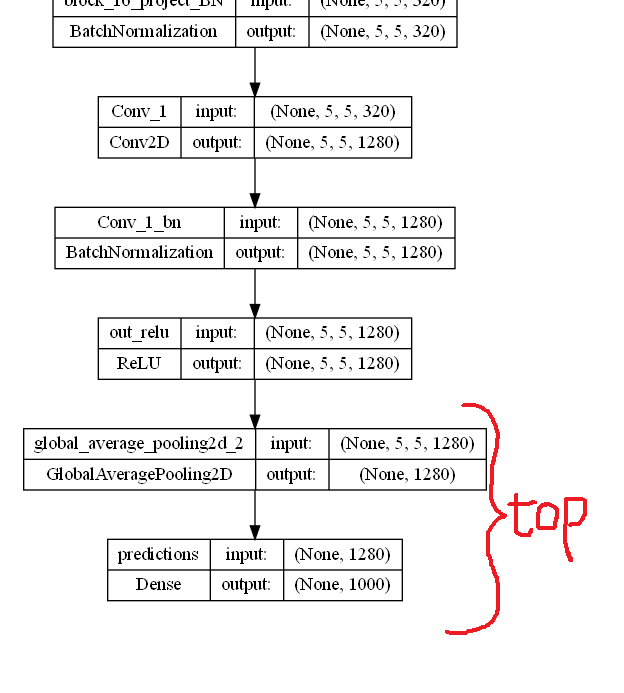 block_16_project_BN input: (None, 5, 5, 320)
BatchNormalization output: (None, 5, 5, 320)
Conv_1 input: (None, 5, 5, 320)
Conv2D output: (None, 5, 5, 1280)
Conv_1_bn input: (None, 5, 5, 1280)
BatchNormalization output: (None, 5, 5, 1280)
out_relu input: (None, 5, 5, 1280)
ReLU output: (None, 5, 5, 1280)
global_average_pooling2d_2 input: (None, 5, 5, 1280)
GlobalAveragePooling2D output: (None, 1280)
top
predictions input: (None, 1280)
Dense output: (None, 1000)